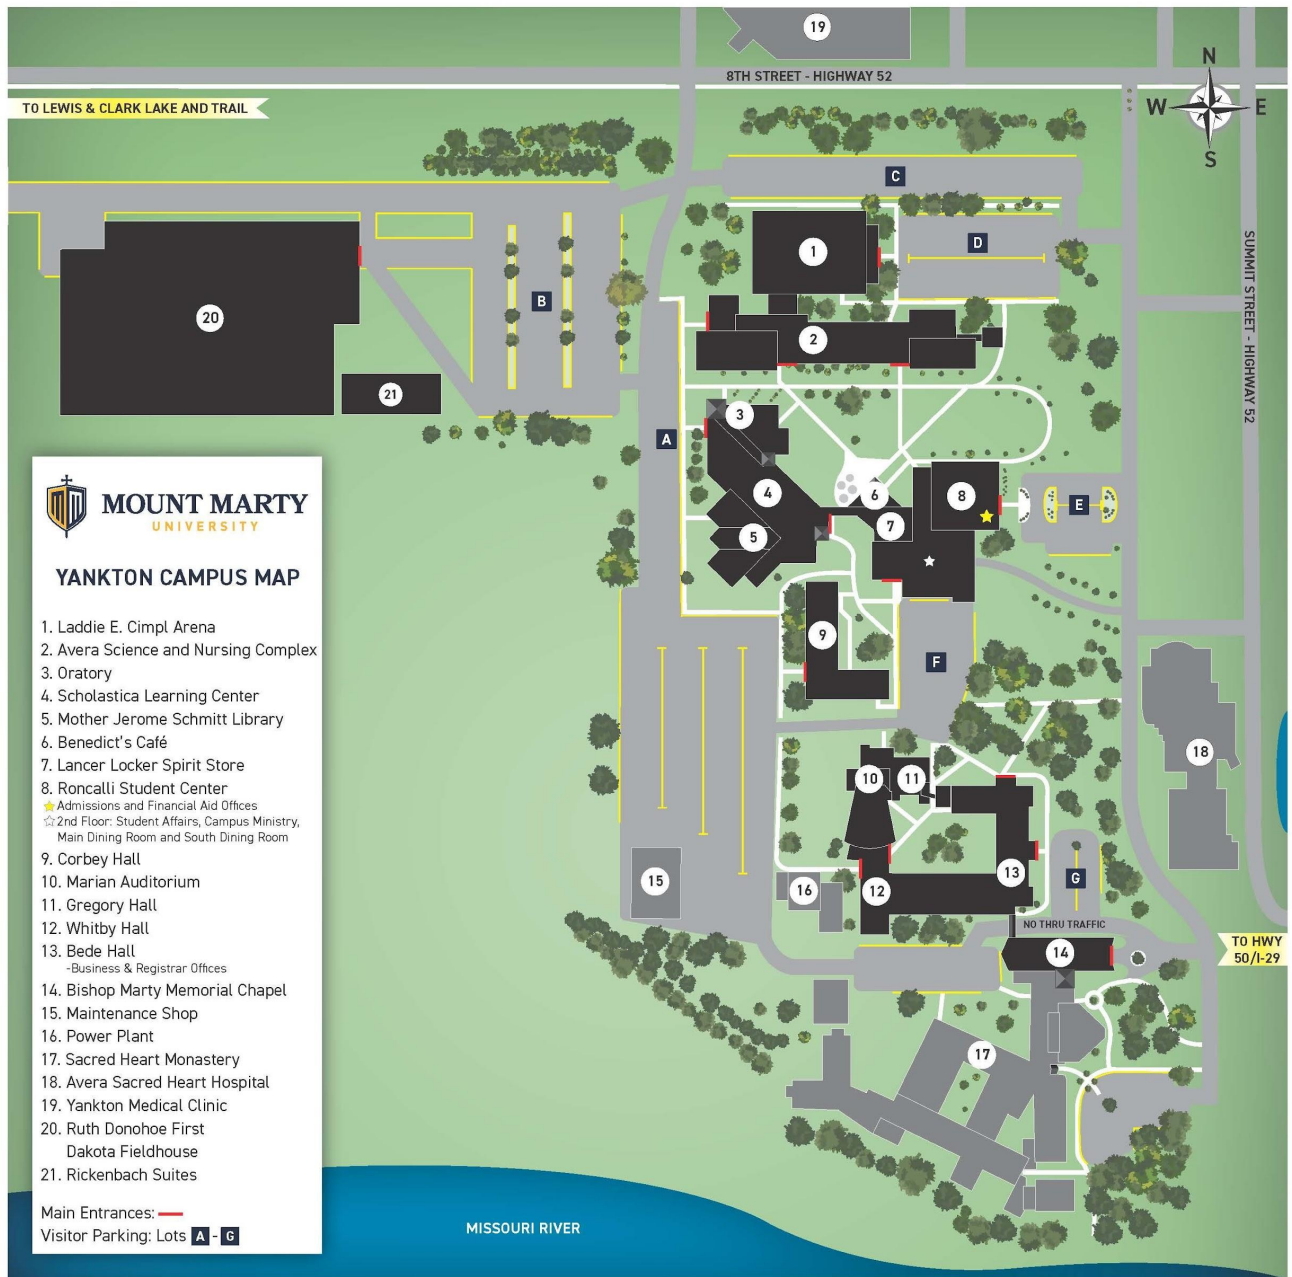 19
8TH STREET - HIGHWAY 52
TO LEWIS & CLARK LAKE AND TRAIL
N
W E
S
C
1
D
B
20
2
SUMMIT STREET - HIGHWAY 52
21
3
A
4
6
8
E
7
5
9
F
18
10
11
15
16
12
13
G
NO THRU TRAFFIC
14
TO HWY
50/I-29
17
MISSOURI RIVER
MOUNT MARTY
UNIVERSITY
YANKTON CAMPUS MAP
1. Laddie E. Cimpl Arena
2. Avera Science and Nursing Complex
3. Oratory
4. Scholastica Learning Center
5. Mother Jerome Schmitt Library
6. Benedict's Café
7. Lancer Locker Spirit Store
8. Roncalli Student Center
Admissions and Financial Aid Offices
2nd Floor: Student Affairs, Campus Ministry,
Main Dining Room and South Dining Room
9. Corbey Hall
10. Marian Auditorium
11. Gregory Hall
12. Whitby Hall
13. Bede Hall
-Business & Registrar Offices
14. Bishop Marty Memorial Chapel
15. Maintenance Shop
16. Power Plant
17. Sacred Heart Monastery
18. Avera Sacred Heart Hospital
19. Yankton Medical Clinic
20. Ruth Donohoe First
Dakota Fieldhouse
21. Rickenbach Suites
Main Entrances:
Visitor Parking: Lots A - G